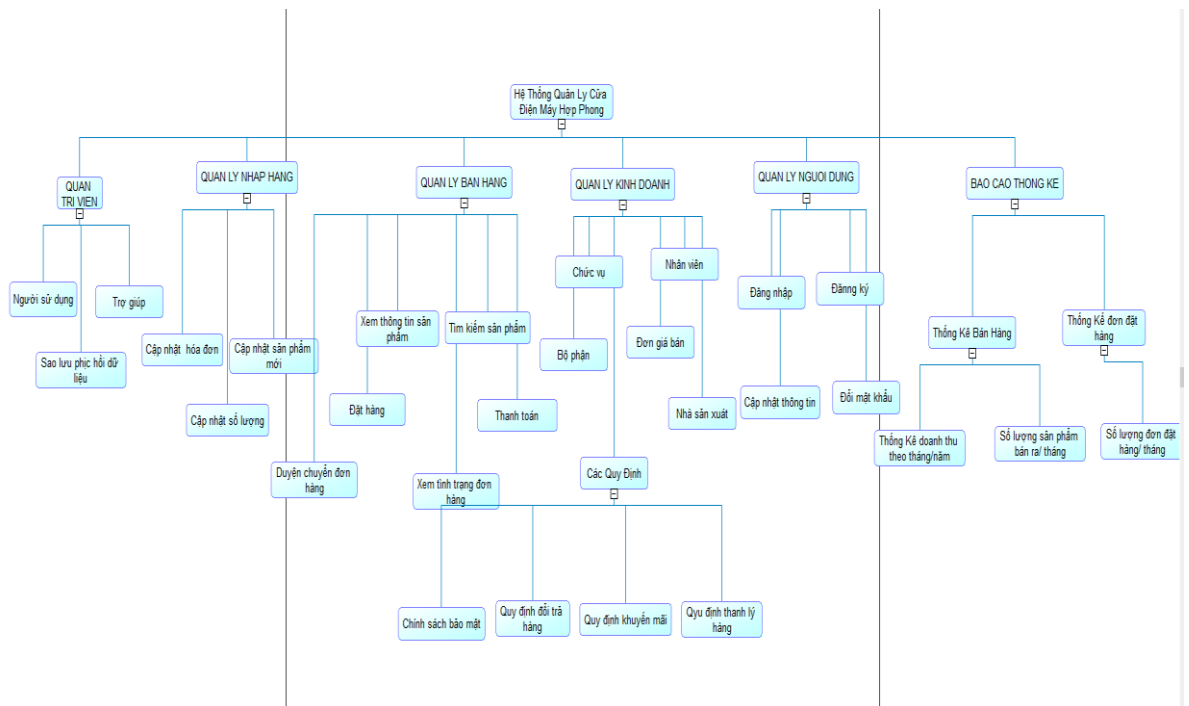 Hệ Thống Quản Ly Cửa
Điện Máy Hợp Phong
QUAN
TRI VIEN
QUAN LY NHAP HANG
QUAN LY BAN HANG
QUAN LY KINH DOANH
QUAN LY NGUOI DUNG
BAO CAO THONG KE
Người sử dụng
Trợ giúp
Sao lưu phịc hồi dữ
liệu
Cập nhật hóa đơn
Cập nhật sản phẩm
mới
Cập nhật số lượng
Xem thông tin sản
phẩm
Tìm kiếm sản phẩm
Đặt hàng
Thanh toán
Duyện chuyển đơn
hàng
Xem tình trạng đơn
hàng
Chức vụ
Nhân viên
Bộ phận
Đơn giá bán
Nhà sản xuất
Các Quy Định
Chính sách bảo mật
Quy định đổi trả
hàng
Quy định khuyến mãi
Qyu định thanh lý
hàng
Đăng nhập
Đănng ký
Cập nhật thông tin
Đổi mật khẩu
Thống Kê Bán Hàng
Thống Kế đơn đặt
hàng
Thống Kê doanh thu
theo tháng/năm
Số lượng sản phẩm
bán ra/ tháng
Số lượng đơn đặt
hàng/ tháng